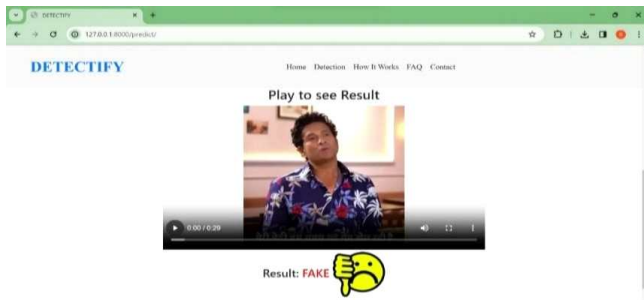 DETECTIFY
127.0.0.1:8000/predict/
DETECTIFY
Home Detection How It Works FAQ Contact
Play to see Result
0:00 / 0:29
Result: FAKE